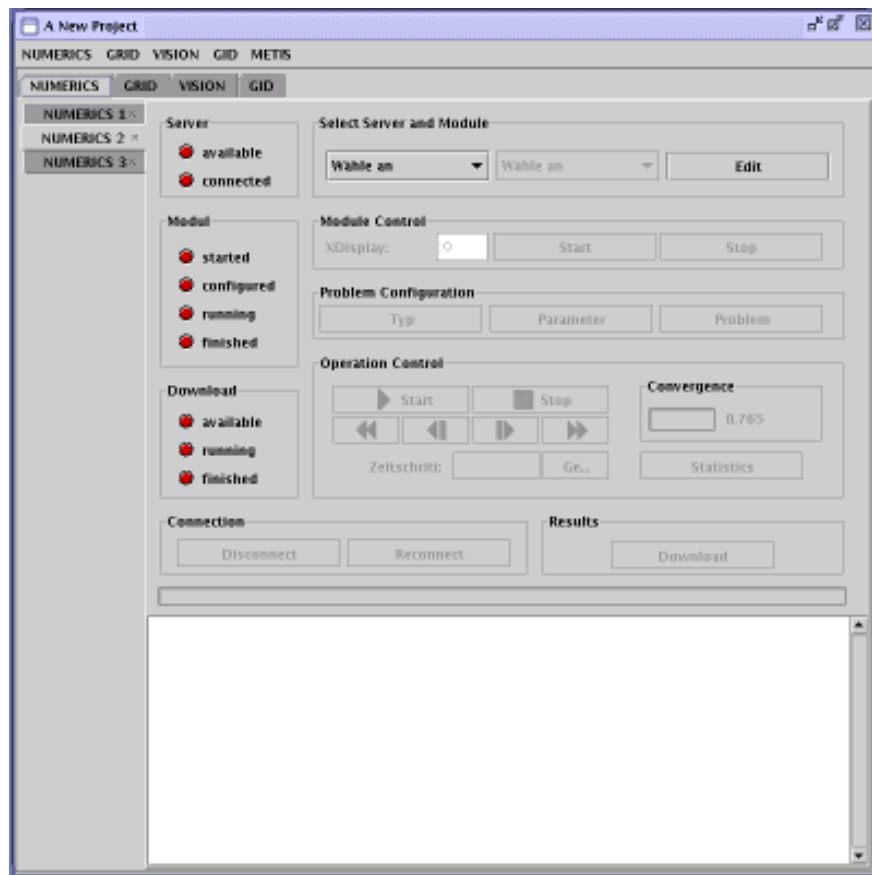 A New Project
NUMERICS GRID VISION GID METIS
NUMERICS GRID VISION GID
NUMERICS 1
NUMERICS 2
NUMERICS 3
Server
available
connected
Select Server and Module
Wähle an Wähle an Edit
Modul
started
configured
running
finished
Module Control
XDisplay: :0 Start Stop
Problem Configuration
Typ Parameter Problem
Download
available
running
finished
Operation Control
Start Stop
Zeitschritt: Ge...
Convergence
0.765
Statistics
Connection
Disconnect Reconnect
Results
Download